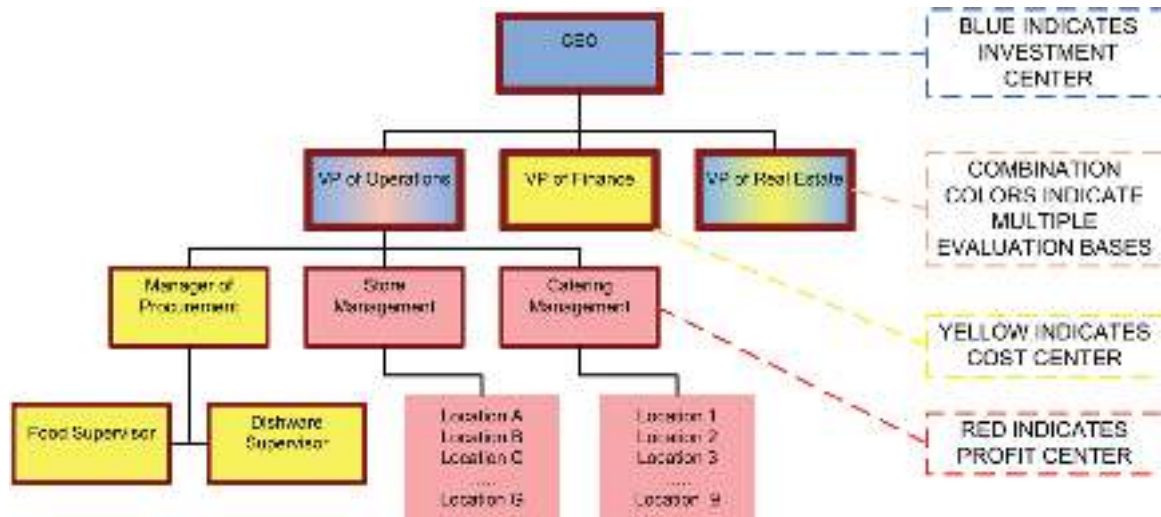 CEO
BLUE INDICATES
INVESTMENT
CENTER
VP of Operations
VP of Finance
VP of Real Estate
COMBINATION
COLORS INDICATE
MULTIPLE
EVALUATION BASES
Manager of
Procurement
Store
Management
Catering
Management
YELLOW INDICATES
COST CENTER
Food Supervisor
Dishware
Supervisor
Location A
Location B
Location C
.....
Location G
Location 1
Location 2
Location 3
.....
Location 9
RED INDICATES
PROFIT CENTER